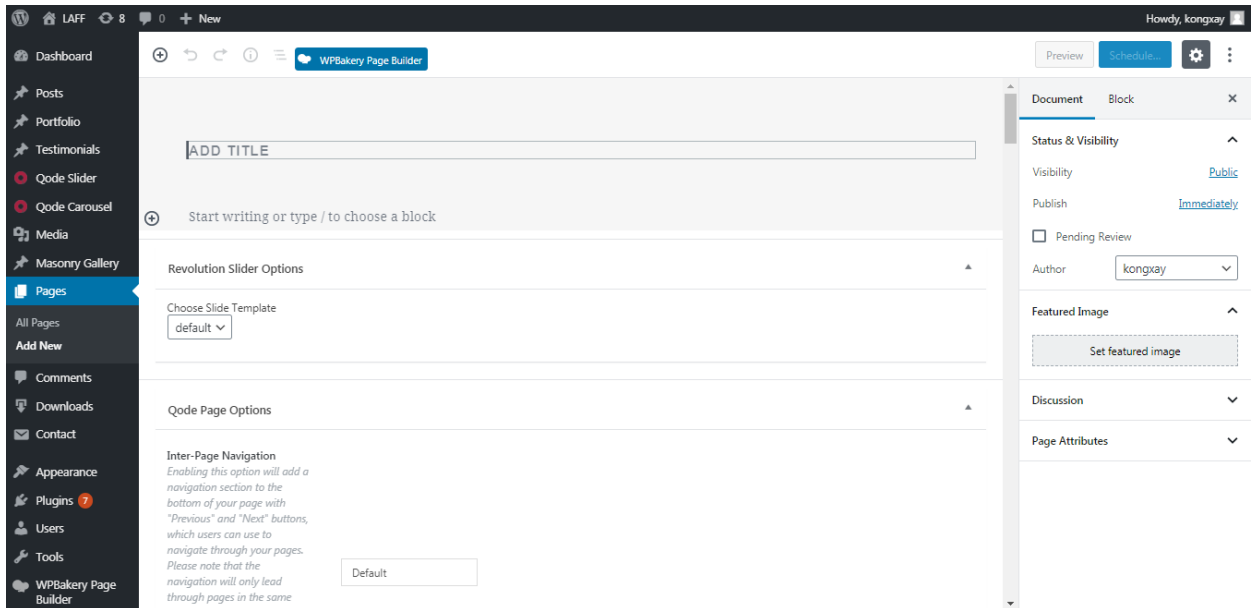 LAFF 8 0 New
Howdy, kongxay
Dashboard
Posts
Portfolio
Testimonials
Qode Slider
Qode Carousel
Media
Masonry Gallery
Pages
All Pages
Add New
Comments
Downloads
Contact
Appearance
Plugins 7
Users
Tools
WPBakery Page
Builder
WPBakery Page Builder
Preview
Schedule...
ADD TITLE
Start writing or type / to choose a block
Revolution Slider Options
Choose Slide Template
default
Qode Page Options
Inter-Page Navigation
Enabling this option will add a
navigation section to the
bottom of your page with
"Previous" and "Next" buttons,
which users can use to
navigate through your pages.
Please note that the
navigation will only lead
through pages in the same
Default
Document Block
Status & Visibility
Visibility Public
Publish Immediately
Pending Review
Author kongxay
Featured Image
Set featured image
Discussion
Page Attributes